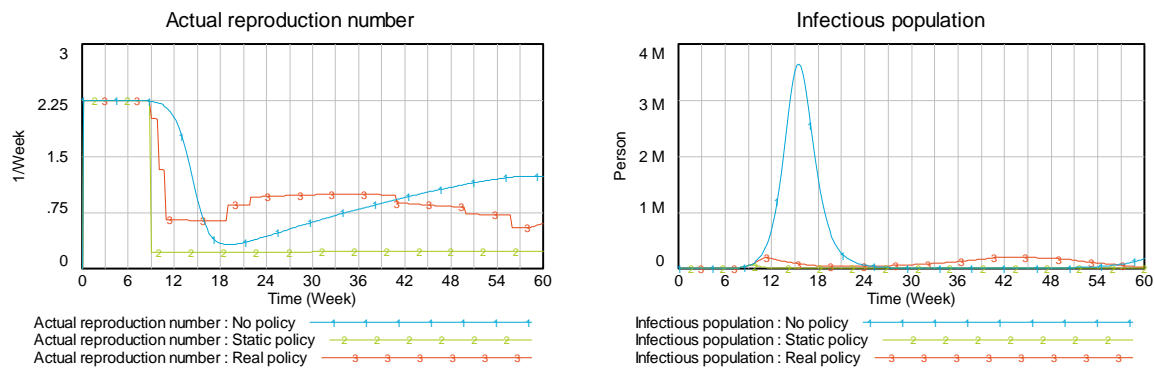 Actual reproduction number
3
2.25
1.5
.75
0
1/Week
0 6 12 18 24 30 36 42 48 54 60
Time (Week)
Actual reproduction number : No policy
Actual reproduction number : Static policy
Actual reproduction number : Real policy
Infectious population
4 M
3 M
2 M
1 M
0
Person
0 6 12 18 24 30 36 42 48 54 60
Time (Week)
Infectious population : No policy
Infectious population : Static policy
Infectious population : Real policy